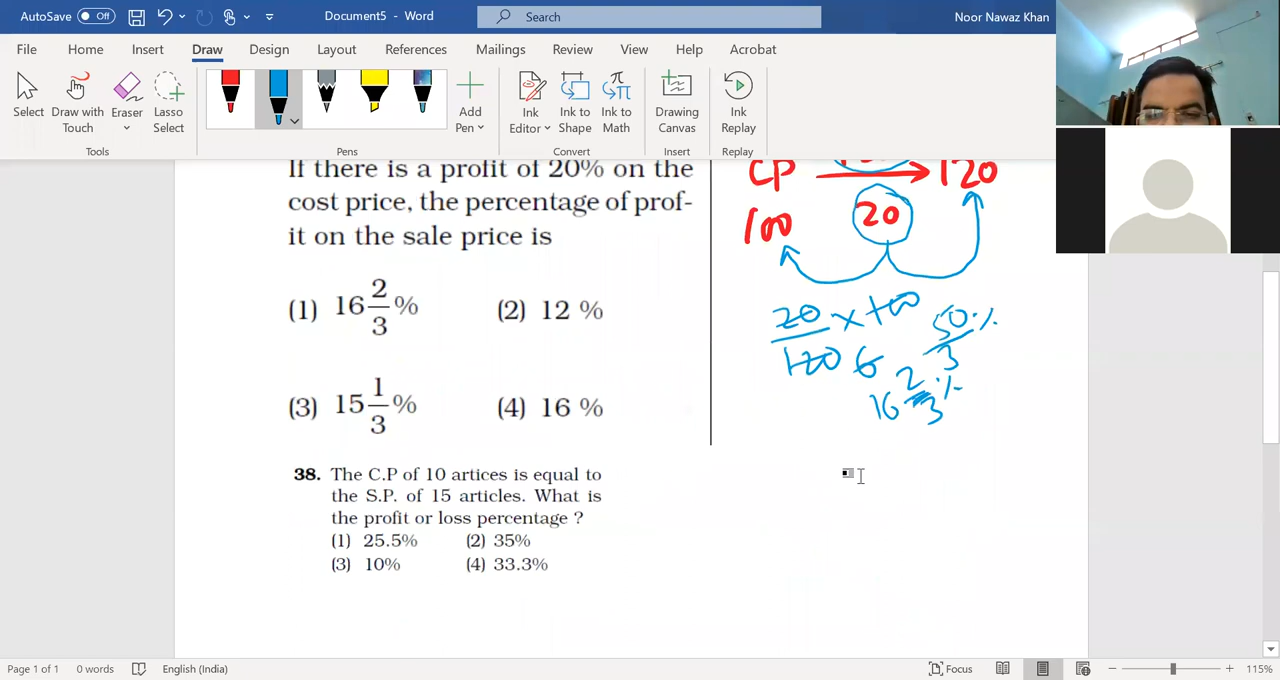 AutoSave Off Document5 - Word Search Noor Nawaz Khan
File Home Insert Draw Design Layout References Mailings Review View Help Acrobat
Select Draw with Touch Eraser Lasso Select Add Pen Ink Editor Ink to Shape Ink to Math Drawing Canvas Ink Replay
Tools Pens Convert Insert Replay
If there is a profit of 20% on the
cost price, the percentage of prof-
it on the sale price is
(1) 16 2/3 % (2) 12 %
(3) 15 1/3 % (4) 16 %
CP 120
100 20
20/120 × 100 6 50/3 %
16 2/3 %
38. The C.P of 10 artices is equal to
the S.P. of 15 articles. What is
the profit or loss percentage ?
(1) 25.5% (2) 35%
(3) 10% (4) 33.3%
Page 1 of 1 0 words English (India) Focus 115%